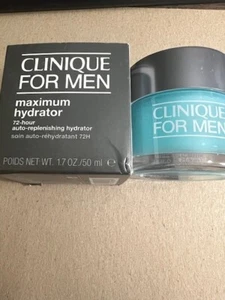 CLINIQUE
FOR MEN
maximum
hydrator
72-hour
auto-replenishing hydrator
soin auto-réhydratant 72H
POIDS NET WT. 1.7 OZ./50 ml ℮
CLINIQUE
FOR MEN